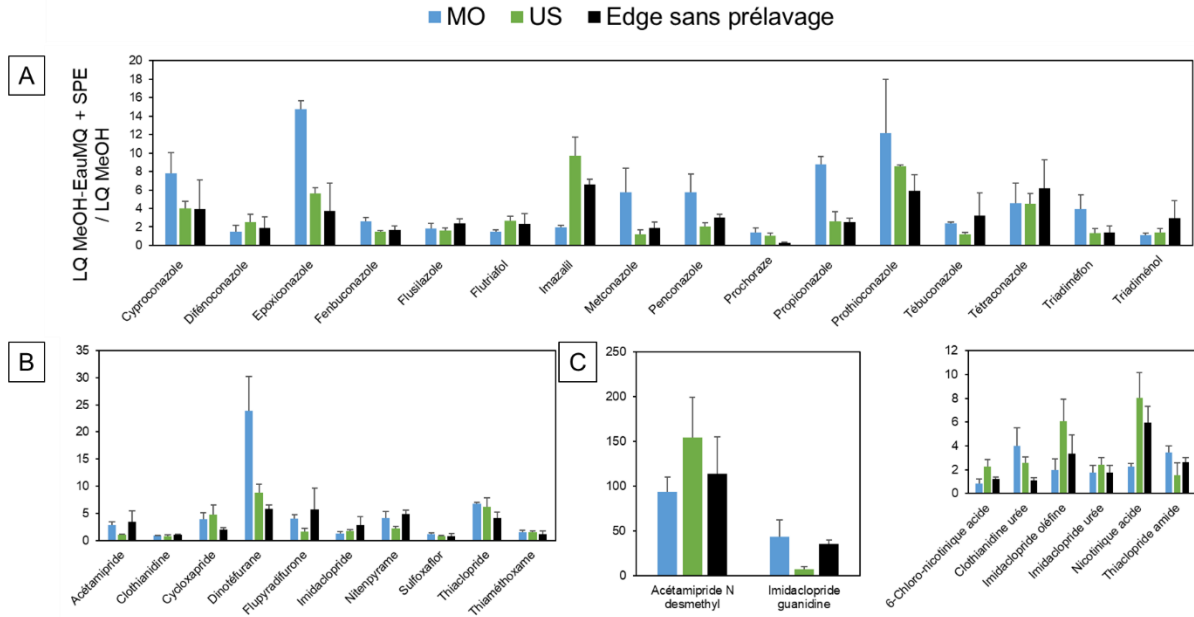 MO US Edge sans prélavage
A
LQ MeOH-EauMQ + SPE
/ LQ MeOH
20
18
16
14
12
10
8
6
4
2
0
Cyproconazole
Difénoconazole
Epoxiconazole
Fenbuconazole
Flusilazole
Flutriafol
Imazalil
Metconazole
Penconazole
Prochoraze
Propiconazole
Prothioconazole
Tébuconazole
Tétraconazole
Triadiméfon
Triadiménol
B
35
30
25
20
15
10
5
0
Acétamipride
Clothianidine
Cycloxapride
Dinotéfurane
Flupyradifurone
Imidaclopride
Nitenpyrame
Sulfoxaflor
Thiaclopride
Thiaméthoxame
C
250
200
150
100
50
0
Acétamipride N
desmethyl
Imidaclopride
guanidine
12
10
8
6
4
2
0
6-Chloro-nicotinique acide
Clothianidine urée
Imidaclopride oléfine
Imidaclopride urée
Nicotinique acide
Thiaclopride amide